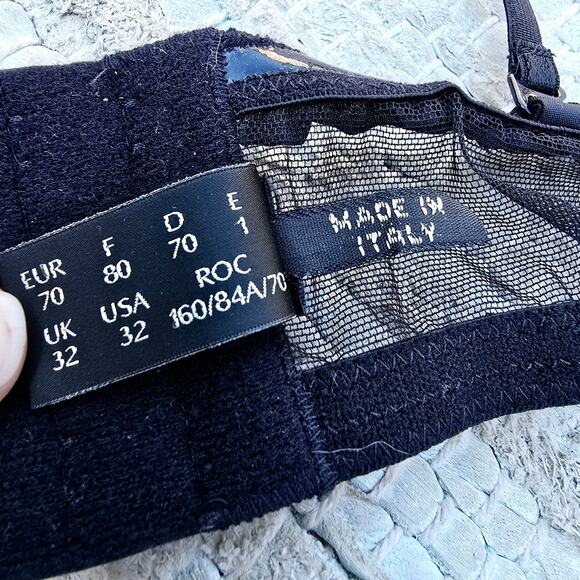 EUR F D E
70 80 70 1
UK USA ROC
32 32 160/84A/70
MADE IN
ITALY